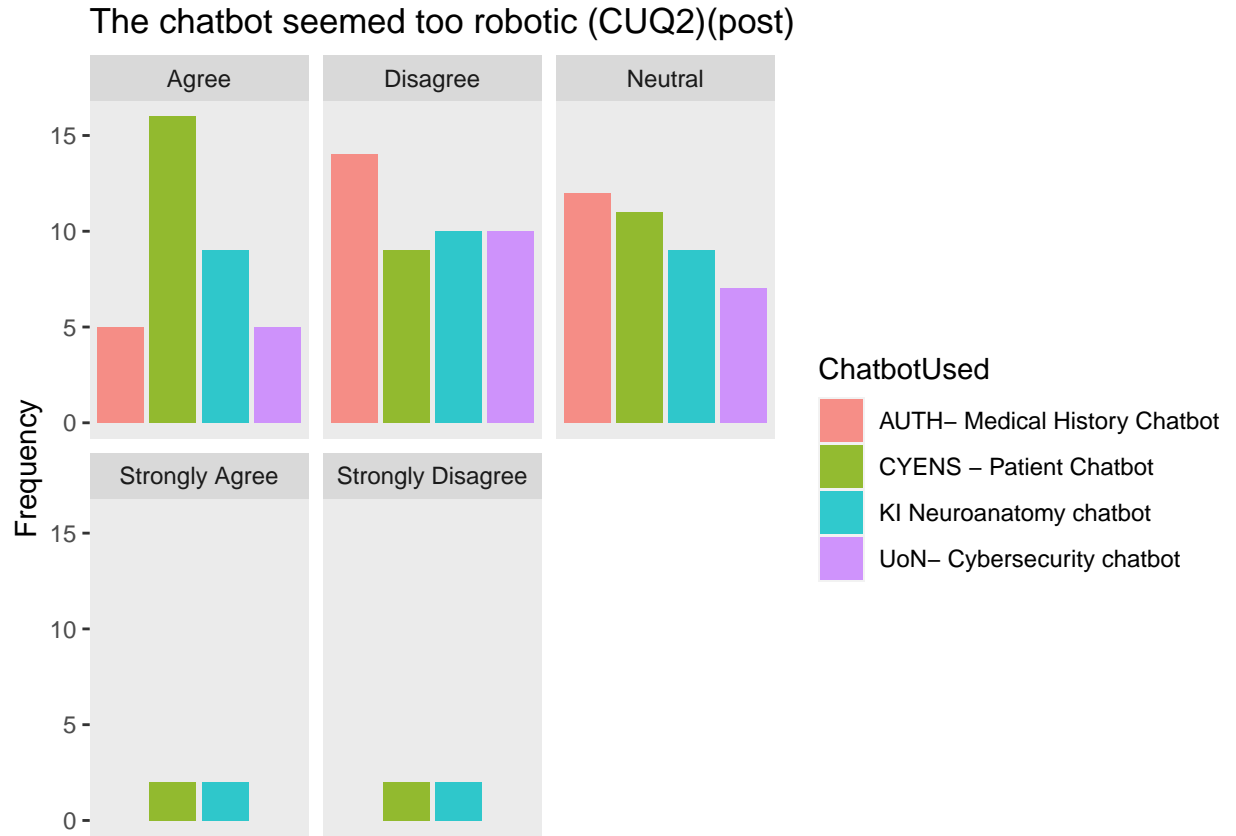 The chatbot seemed too robotic (CUQ2)(post)
Agree
Disagree
Neutral
15
10
5
0
Strongly Agree
Strongly Disagree
15
10
5
0
Frequency
ChatbotUsed
AUTH− Medical History Chatbot
CYENS − Patient Chatbot
KI Neuroanatomy chatbot
UoN− Cybersecurity chatbot